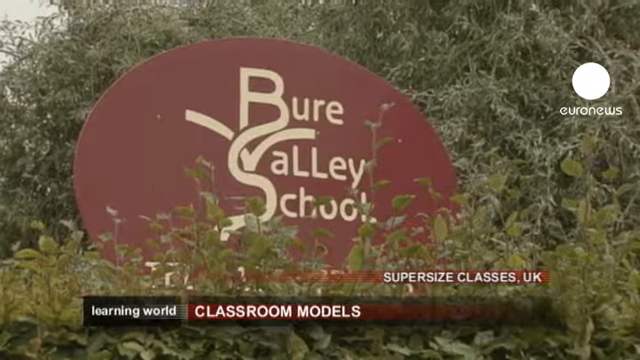 euronews
Bure
Valley
School
SUPERSIZE CLASSES, UK
learning world
CLASSROOM MODELS